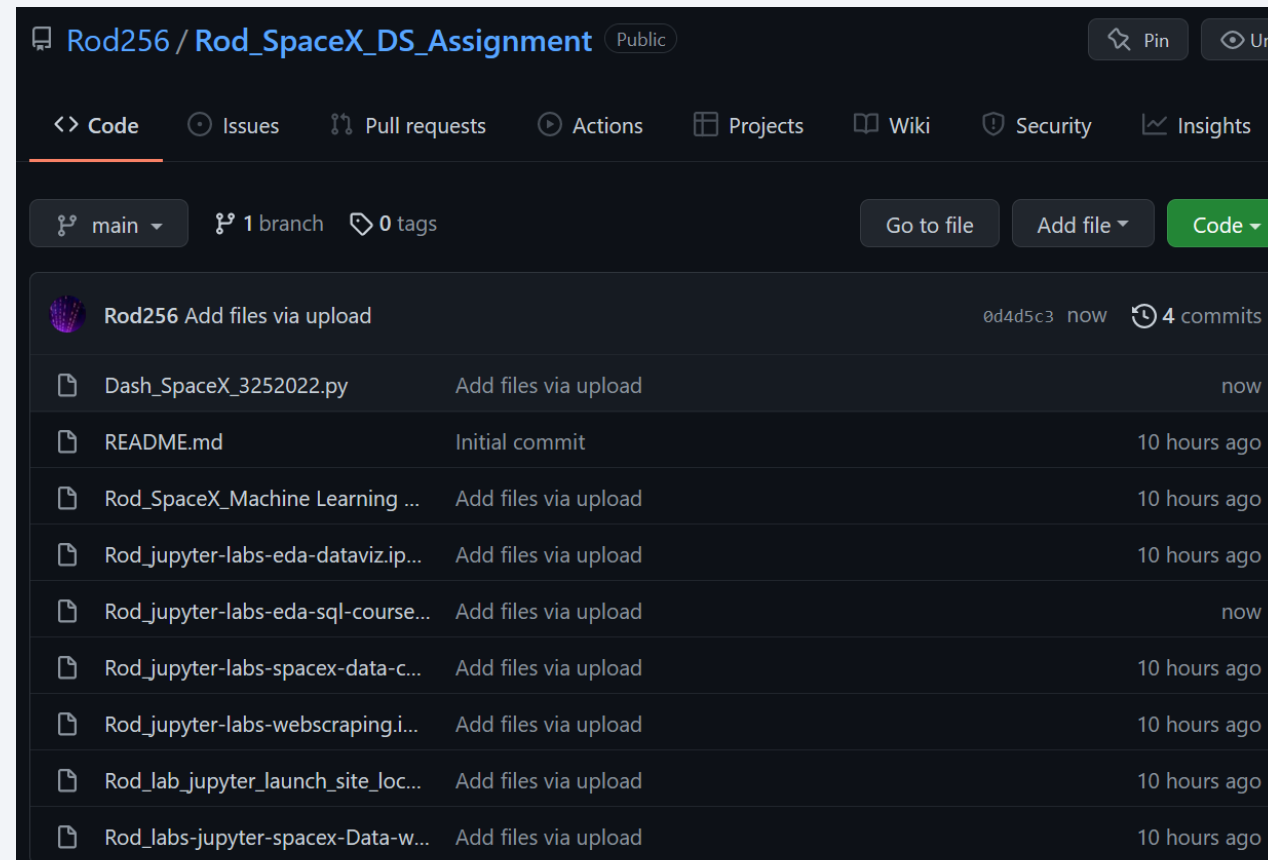 Rod256 / Rod_SpaceX_DS_Assignment Public Pin
Code Issues Pull requests Actions Projects Wiki Security Insights
main 1 branch 0 tags Go to file Add file Code
Rod256 Add files via upload 0d4d5c3 now 4 commits
Dash_SpaceX_3252022.py Add files via upload now
README.md Initial commit 10 hours ago
Rod_SpaceX_Machine Learning ... Add files via upload 10 hours ago
Rod_jupyter-labs-eda-dataviz.ip... Add files via upload 10 hours ago
Rod_jupyter-labs-eda-sql-course... Add files via upload now
Rod_jupyter-labs-spacex-data-c... Add files via upload 10 hours ago
Rod_jupyter-labs-webscraping.i... Add files via upload 10 hours ago
Rod_lab_jupyter_launch_site_loc... Add files via upload 10 hours ago
Rod_labs-jupyter-spacex-Data-w... Add files via upload 10 hours ago